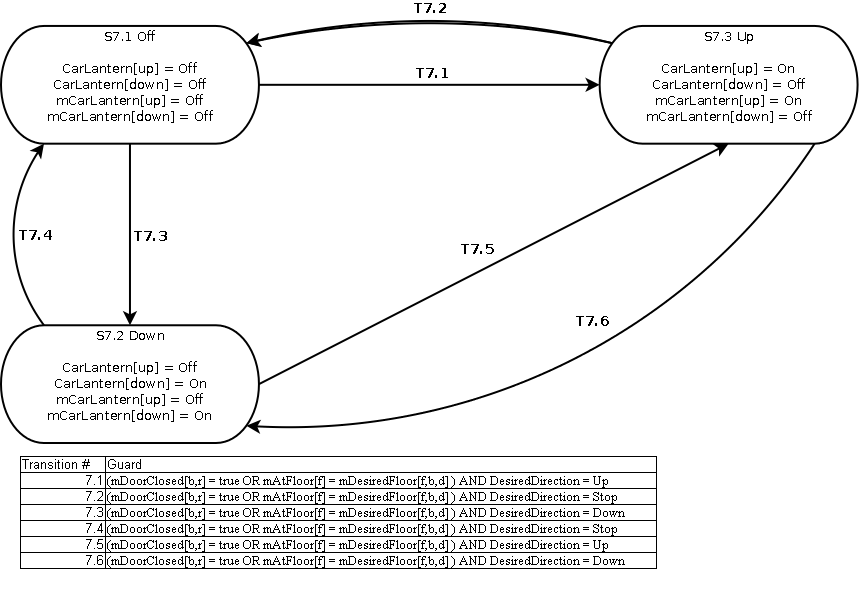 T7.2
S7.1 Off
CarLantern[up] = Off
CarLantern[down] = Off
mCarLantern[up] = Off
mCarLantern[down] = Off
T7.1
S7.3 Up
CarLantern[up] = On
CarLantern[down] = Off
mCarLantern[up] = On
mCarLantern[down] = Off
T7.4
T7.3
T7.5
T7.6
S7.2 Down
CarLantern[up] = Off
CarLantern[down] = On
mCarLantern[up] = Off
mCarLantern[down] = On
Transition # Guard
7.1 (mDoorClosed[b,r] = true OR mAtFloor[f] = mDesiredFloor[f,b,d] ) AND DesiredDirection = Up
7.2 (mDoorClosed[b,r] = true OR mAtFloor[f] = mDesiredFloor[f,b,d] ) AND DesiredDirection = Stop
7.3 (mDoorClosed[b,r] = true OR mAtFloor[f] = mDesiredFloor[f,b,d] ) AND DesiredDirection = Down
7.4 (mDoorClosed[b,r] = true OR mAtFloor[f] = mDesiredFloor[f,b,d] ) AND DesiredDirection = Stop
7.5 (mDoorClosed[b,r] = true OR mAtFloor[f] = mDesiredFloor[f,b,d] ) AND DesiredDirection = Up
7.6 (mDoorClosed[b,r] = true OR mAtFloor[f] = mDesiredFloor[f,b,d] ) AND DesiredDirection = Down